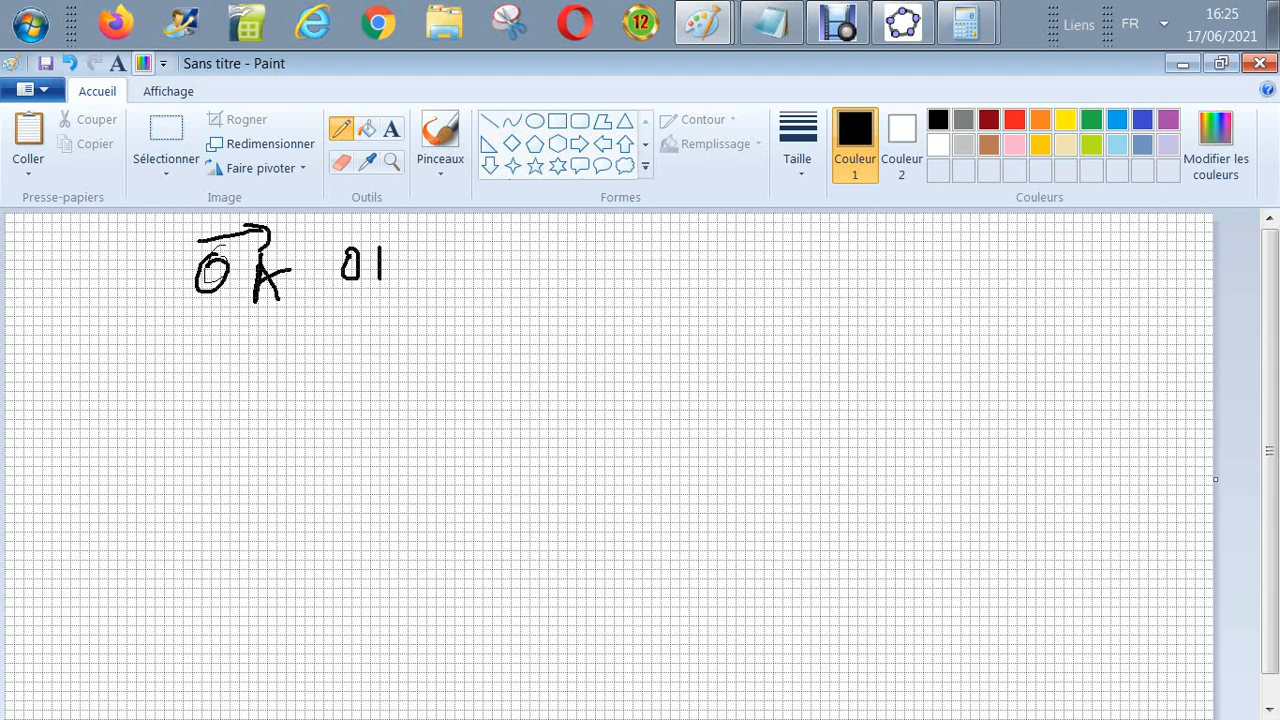 12 Liens FR 16:25
17/06/2021
A Sans titre - Paint
Accueil Affichage
Coller
Couper
Copier
Presse-papiers
Sélectionner
Rogner
Redimensionner
Faire pivoter
Image
A
Outils
Pinceaux
Contour
Remplissage
Formes
Taille
Couleur
1
Couleur
2
Modifier les
couleurs
Couleurs
OK 01